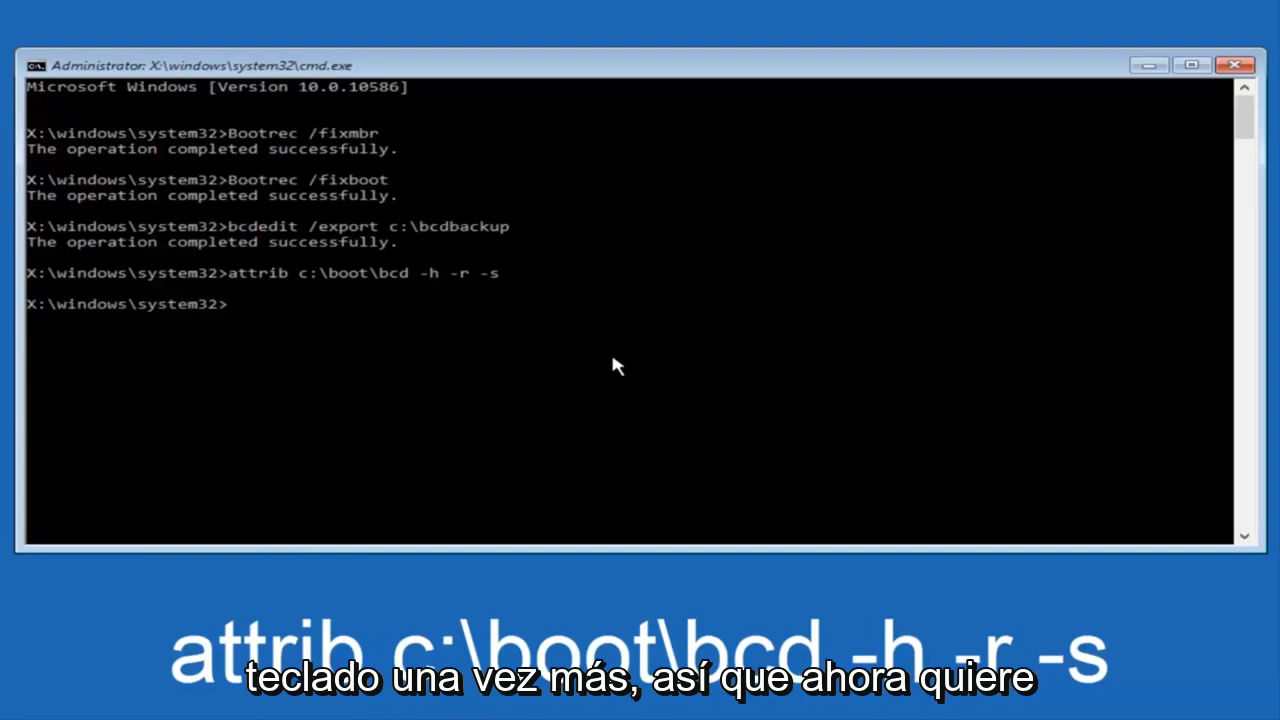 Administrator: X:\windows\system32\cmd.exe
Microsoft Windows [Version 10.0.10586]
X:\windows\system32>Bootrec /fixmbr
The operation completed successfully.
X:\windows\system32>Bootrec /fixboot
The operation completed successfully.
X:\windows\system32>bcdedit /export c:\bcdbackup
The operation completed successfully.
X:\windows\system32>attrib c:\boot\bcd -h -r -s
X:\windows\system32>
attrib c:\boot\bcd -h -r -s
teclado una vez más, así que ahora quiere